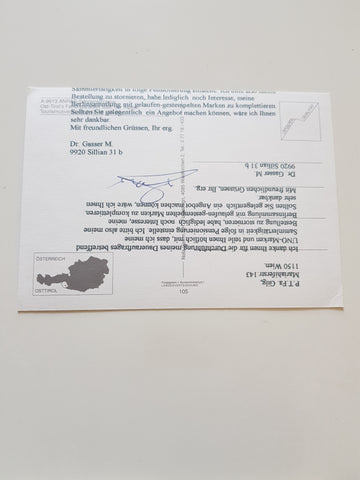 Sammlertätigkeit in folge Pensionierung einstelle. Ich bitte also meine
Bestellung zu stornieren, habe lediglich noch Interesse, meine
Berlinsammlung mit gelaufen-gestempelten Marken zu komplettieren.
Sollten Sie gelegentlich ein Angebot machen können, wäre ich Ihnen
sehr dankbar.
Mit freundlichen Grüssen, Ihr erg.
Dr. Gasser M.
9920 Sillian 31 b
P.T Fa. Gilg,
Mariahilferstr 143
1150 Wien.
Ich danke Ihnen für die Durchführung meines Dauerauftrages betreffend
UNO-Marken und teile Ihnen höflich mit, dass ich meine
Sammlertätigkeit in folge Pensionierung einstelle. Ich bitte also meine
Bestellung zu stornieren, habe lediglich noch Interesse, meine
Berlinsammlung mit gelaufen-gestempelten Marken zu komplettieren.
Sollten Sie gelegentlich ein Angebot machen können, wäre ich Ihnen
sehr dankbar
Mit freundlichen Grüssen, Ihr erg.
Dr. Gasser M.
9920 Sillian 31 b
ÖSTERREICH
OSTTIROL
105